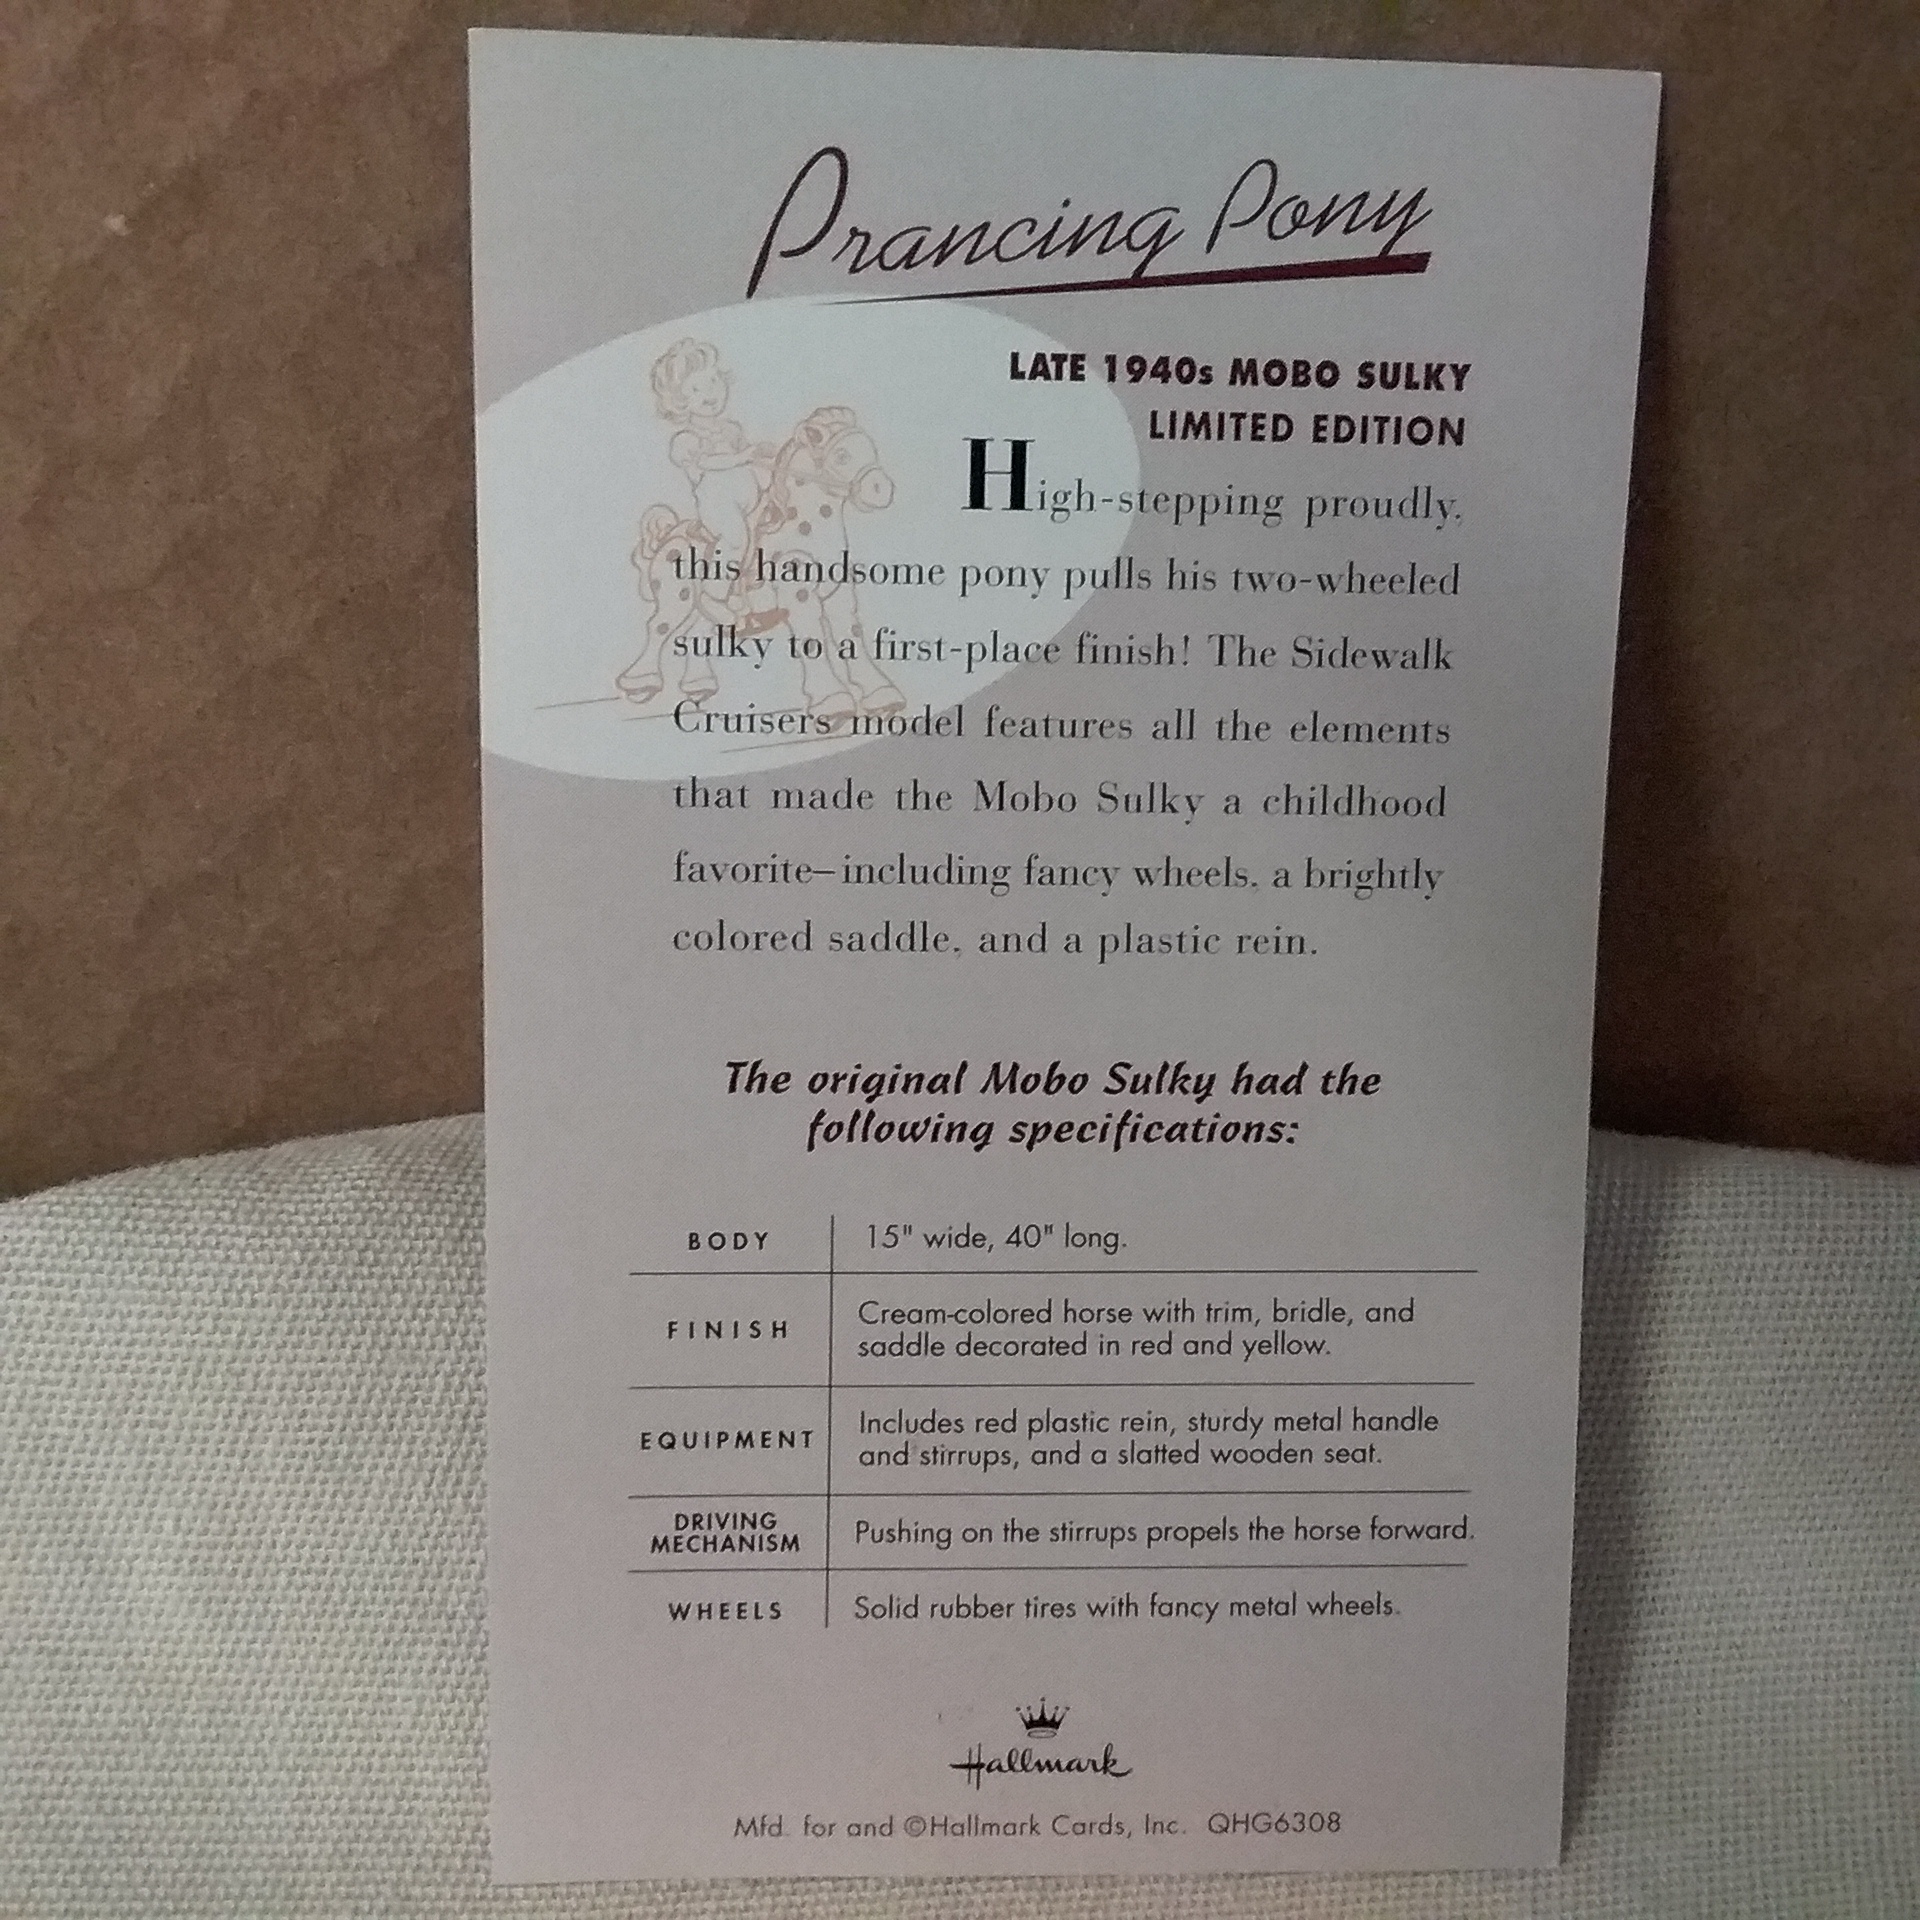 Prancing Pony
LATE 1940s MOBO SULKY
LIMITED EDITION
High-stepping proudly,
this handsome pony pulls his two-wheeled
sulky to a first-place finish! The Sidewalk
Cruisers model features all the elements
that made the Mobo Sulky a childhood
favorite—including fancy wheels, a brightly
colored saddle, and a plastic rein.
The original Mobo Sulky had the
following specifications:
BODY 15" wide, 40" long.
FINISH Cream-colored horse with trim, bridle, and
saddle decorated in red and yellow.
EQUIPMENT Includes red plastic rein, sturdy metal handle
and stirrups, and a slatted wooden seat.
DRIVING
MECHANISM Pushing on the stirrups propels the horse forward.
WHEELS Solid rubber tires with fancy metal wheels.
Hallmark
Mfd. for and ©Hallmark Cards, Inc. QHG6308